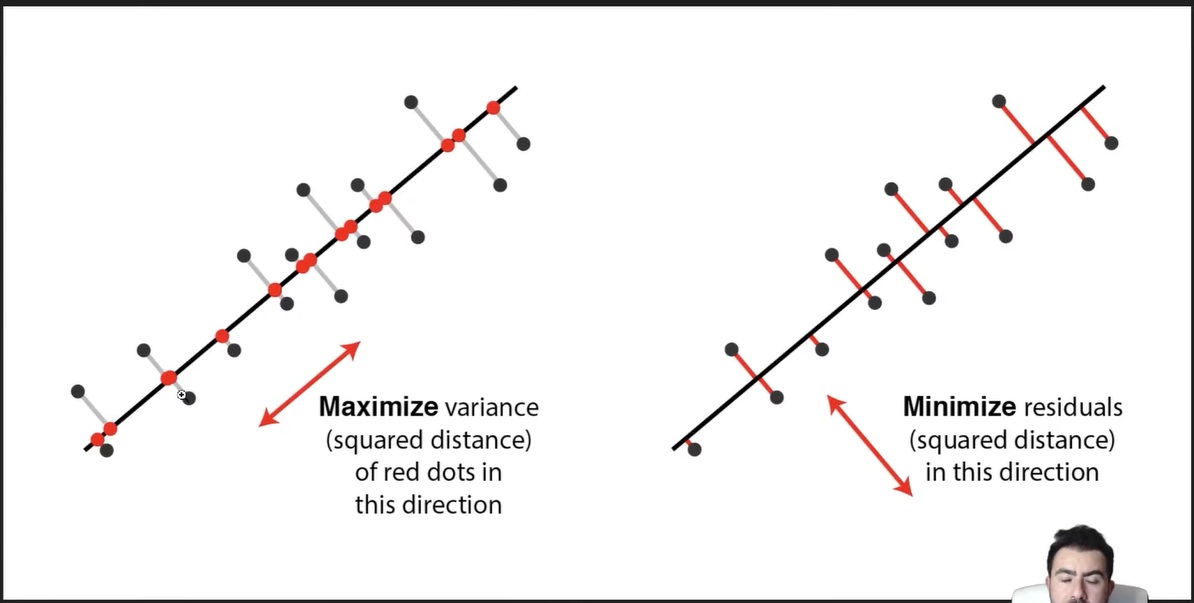 Maximize variance
(squared distance)
of red dots in
this direction
Minimize residuals
(squared distance)
in this direction